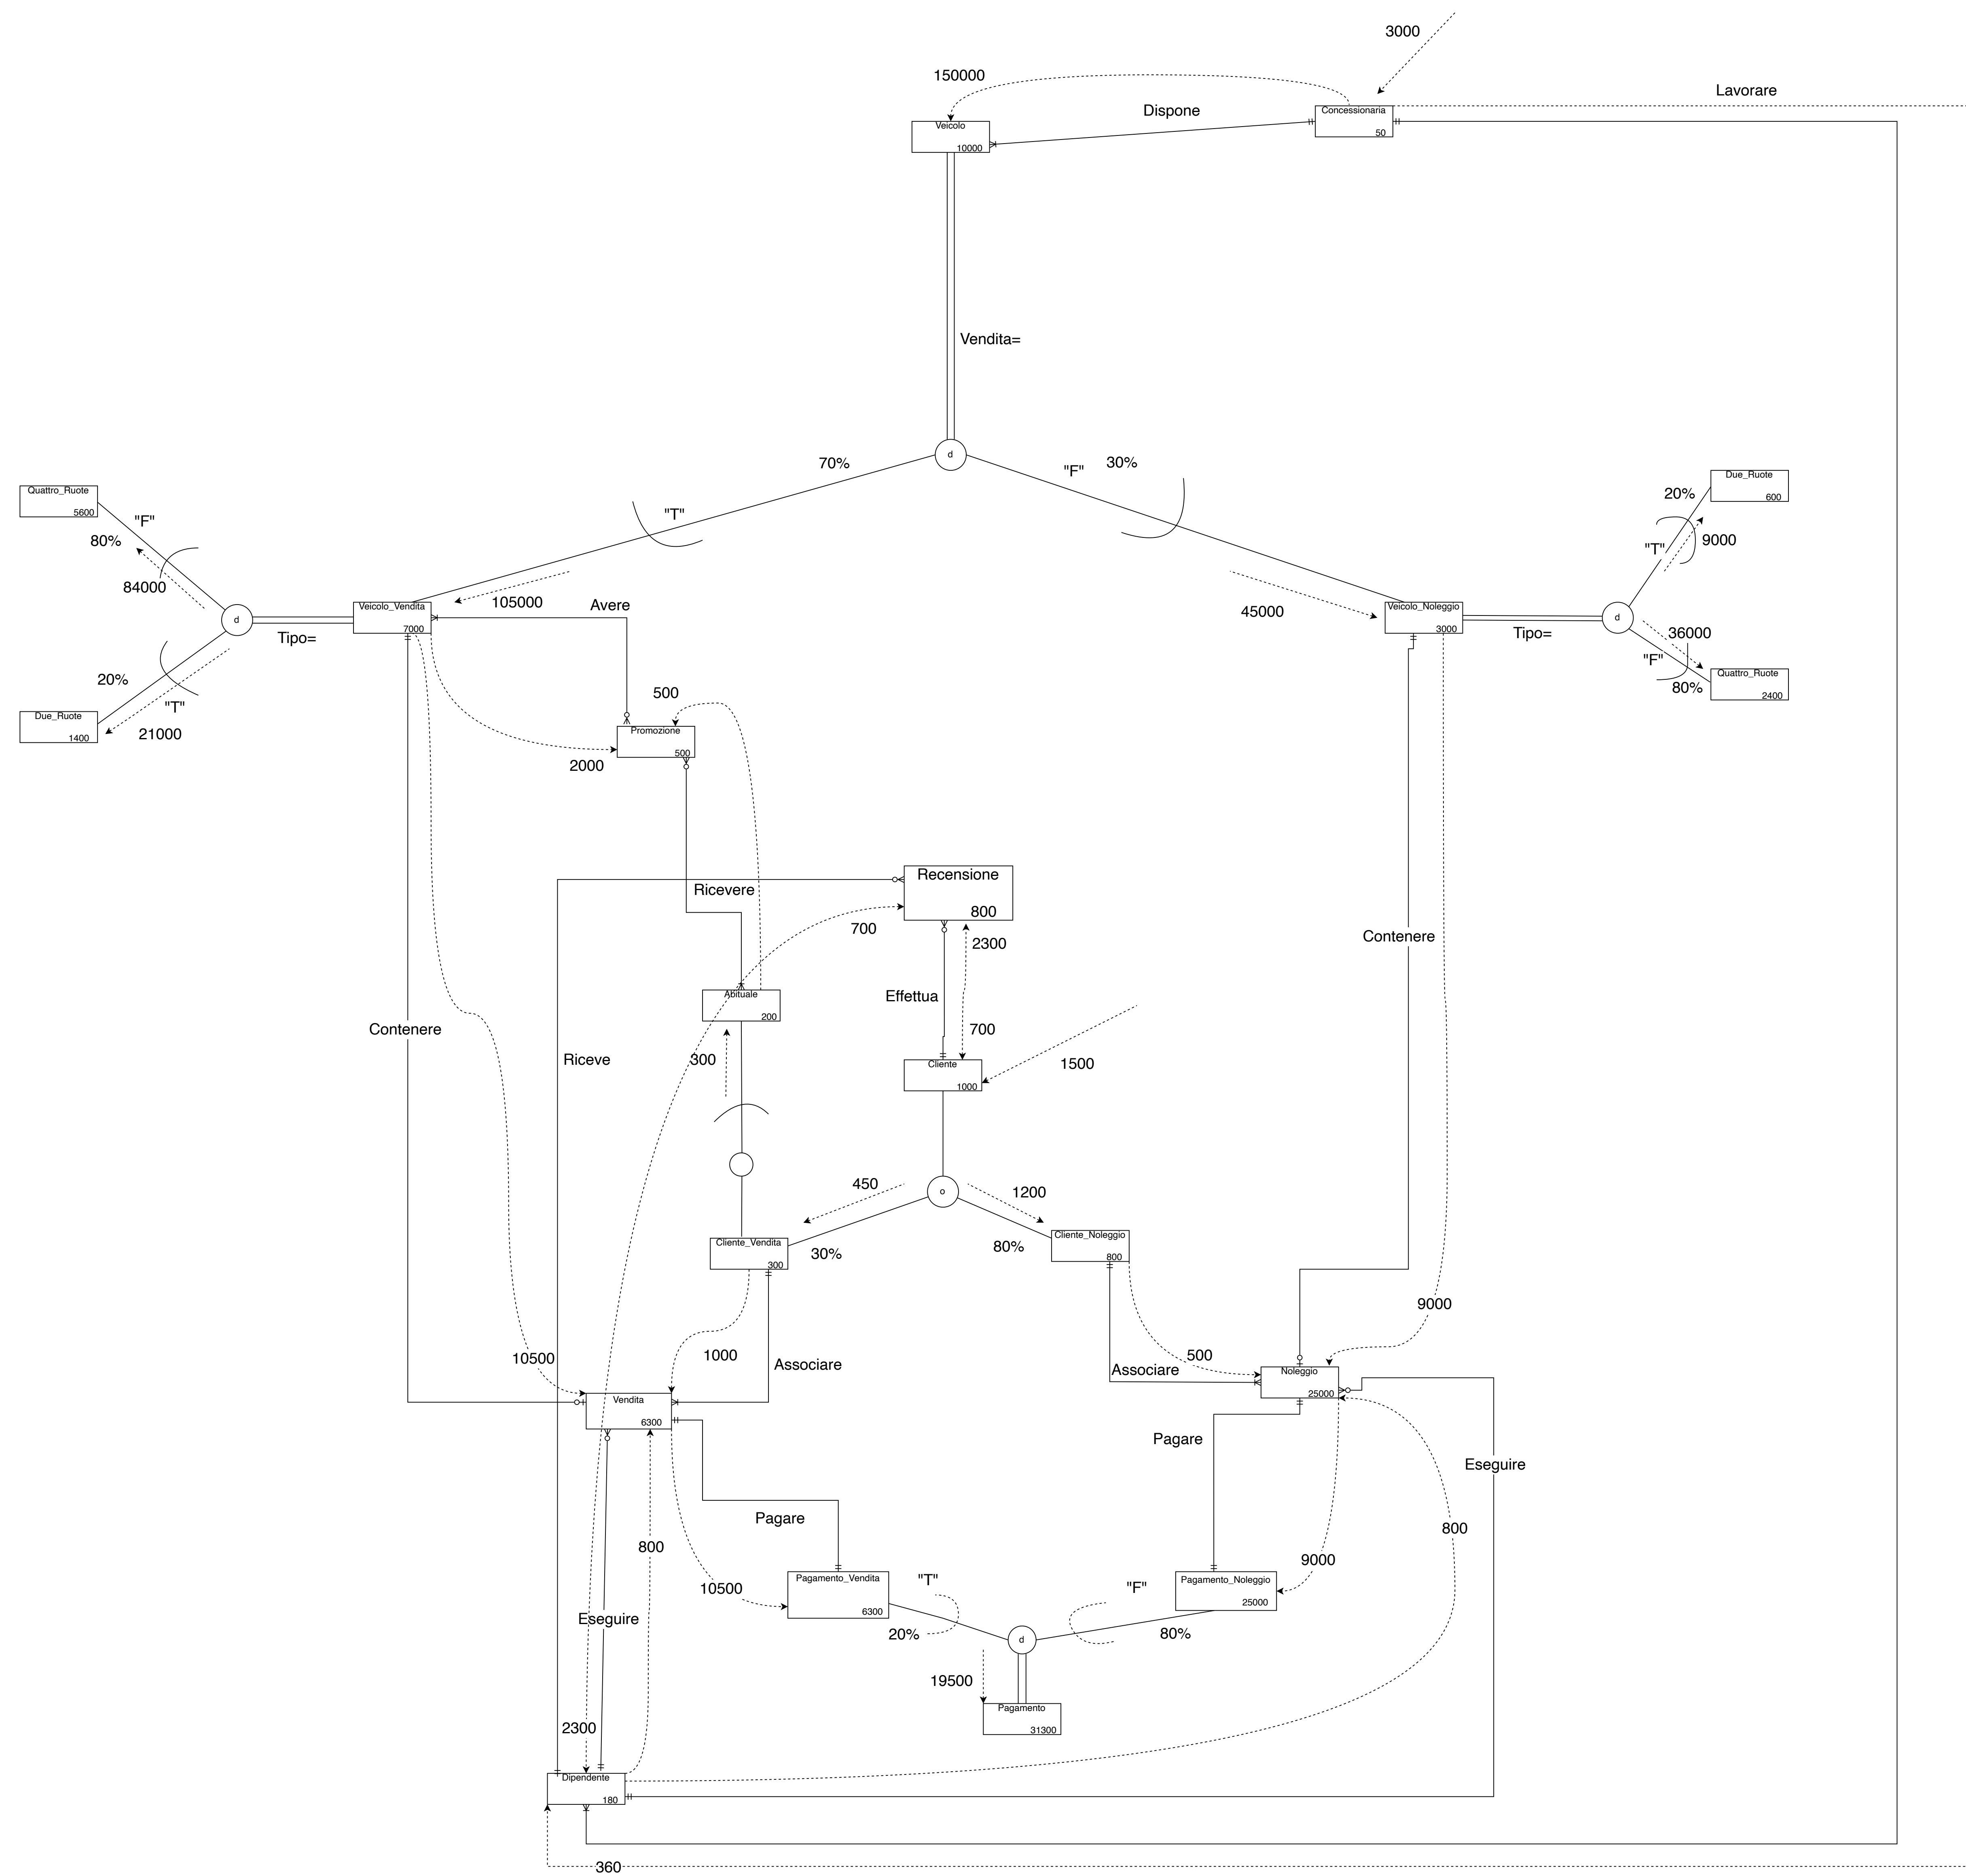 3000
150000
Lavorare
Dispone
Concessionaria
50
Veicolo
10000
Vendita=
d
70%
"F"
30%
"T"
Quattro_Ruote
5600
"F"
80%
84000
d
Tipo=
20%
"T"
21000
Due_Ruote
1400
Veicolo_Vendita
7000
105000
Avere
45000
Veicolo_Noleggio
3000
Tipo=
d
Due_Ruote
600
20%
"T"
9000
36000
"F"
80%
Quattro_Ruote
2400
500
Promozione
500
2000
Ricevere
Recensione
800
700
2300
Effettua
700
Contenere
Contenere
Abituale
200
Riceve
300
Cliente
1000
1500
o
450
1200
30%
80%
Cliente_Vendita
300
Cliente_Noleggio
800
9000
10500
1000
Associare
Associare
500
Noleggio
25000
Vendita
6300
Pagare
Eseguire
Pagare
800
800
9000
10500
Pagamento_Vendita
6300
"T"
20%
"F"
80%
Pagamento_Noleggio
25000
d
Eseguire
19500
Pagamento
31300
2300
Dipendente
180
360